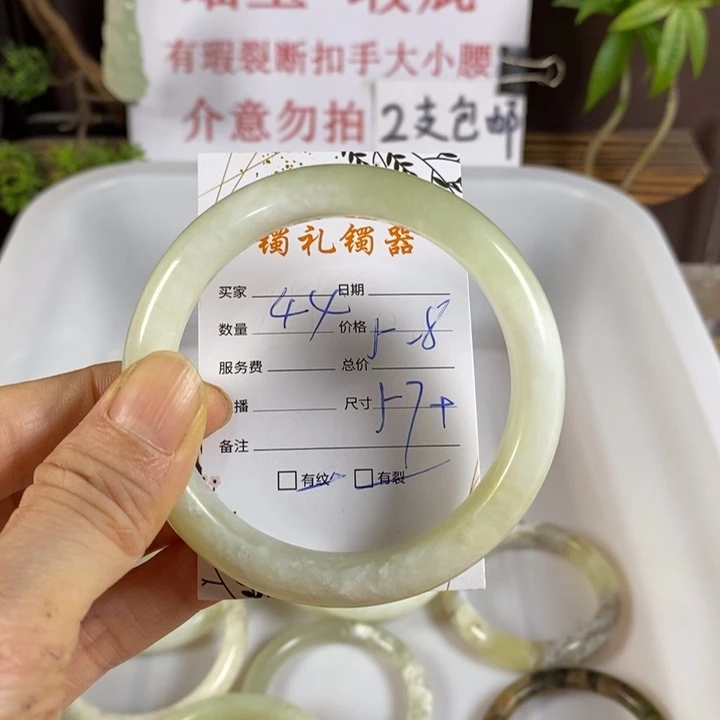 有瑕裂断扣手大小腰
介意勿拍 2支包邮
镯礼镯器
买家 日期
数量 44 价格 5-8
服务费 总价
播 尺寸 57+
备注
有纹 有裂